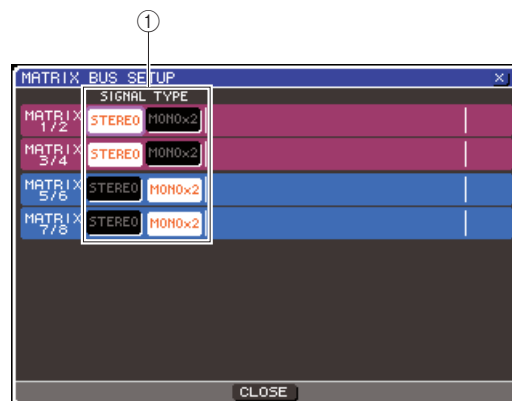 ①
MATRIX BUS SETUP ×
SIGNAL TYPE
MATRIX 1/2 STEREO MONO×2
MATRIX 3/4 STEREO MONO×2
MATRIX 5/6 STEREO MONO×2
MATRIX 7/8 STEREO MONO×2
CLOSE